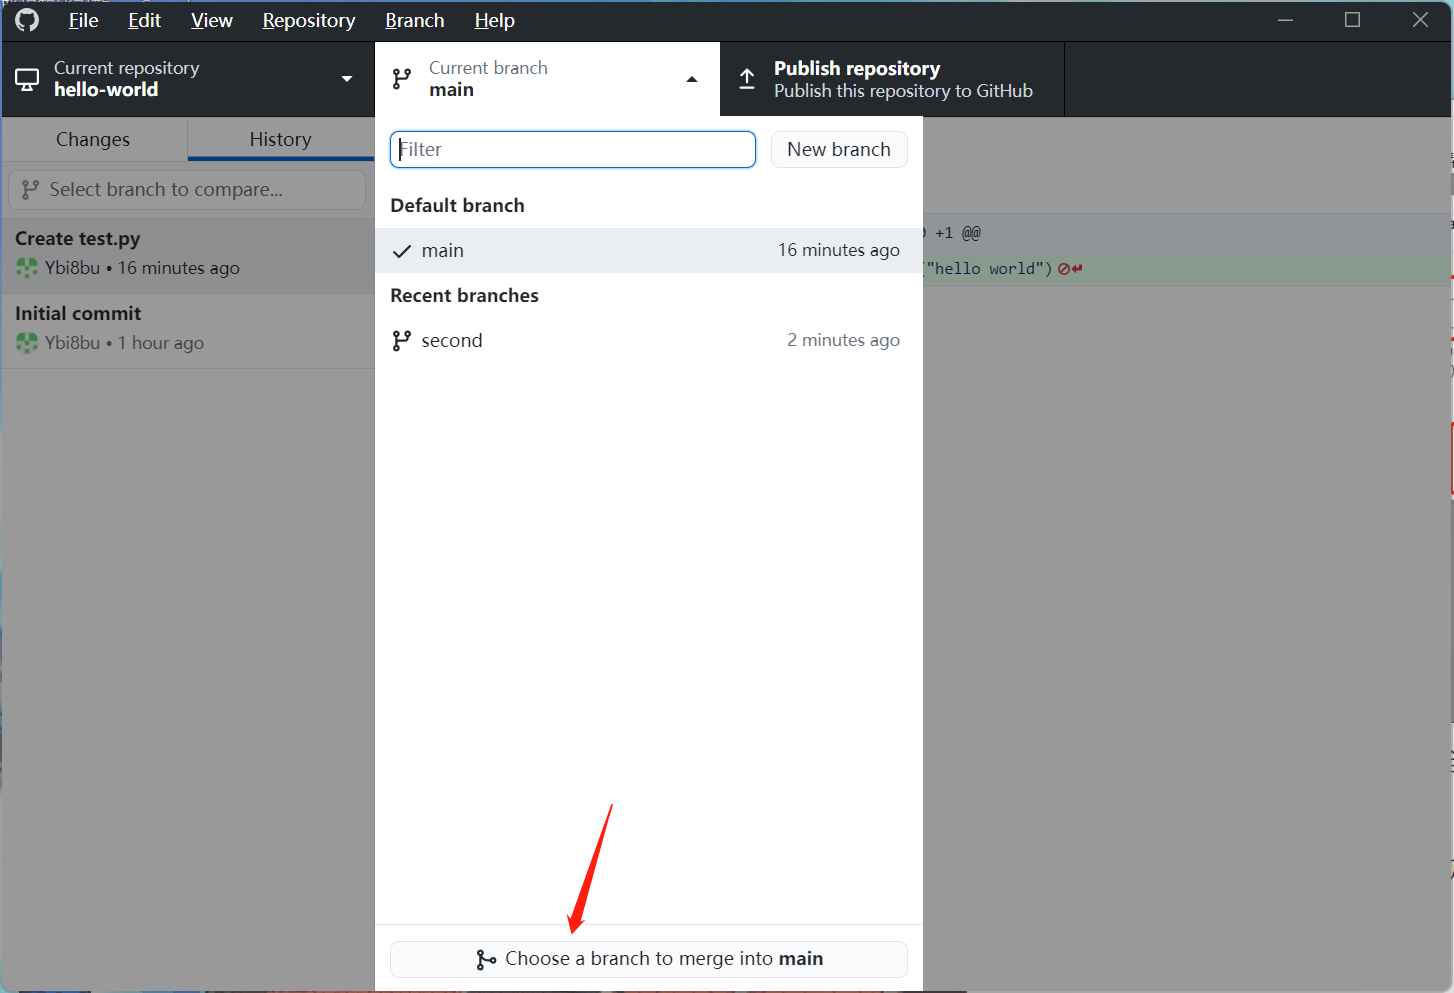 File Edit View Repository Branch Help
Current repository
hello-world
Current branch
main
Publish repository
Publish this repository to GitHub
Changes
History
Select branch to compare...
Create test.py
Ybi8bu • 16 minutes ago
Initial commit
Ybi8bu • 1 hour ago
Filter
New branch
Default branch
main
16 minutes ago
Recent branches
second
2 minutes ago
Choose a branch to merge into main
+1 @@
("hello world")